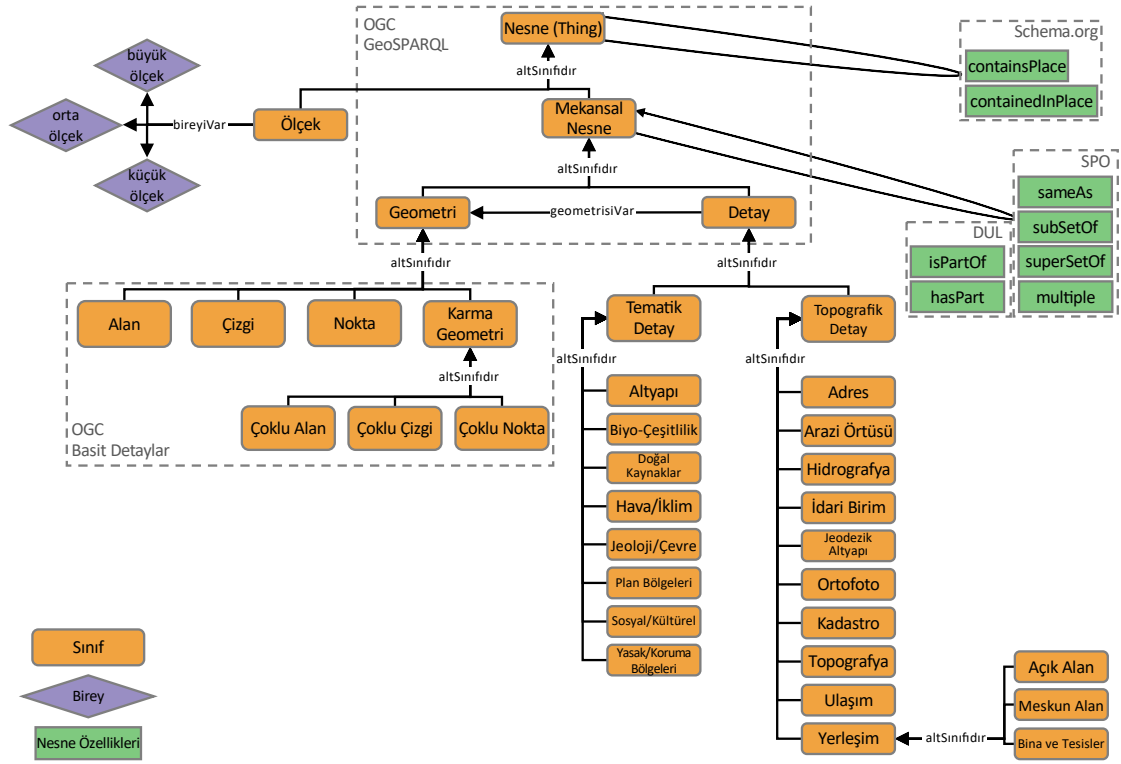 OGC
GeoSPARQL
Nesne (Thing)
altSınıfıdır
Schema.org
containsPlace
containedInPlace
büyük
ölçek
orta
ölçek
küçük
ölçek
bireyiVar
Ölçek
Mekansal
Nesne
altSınıfıdır
Geometri
geometrisiVar
Detay
SPO
sameAs
subSetOf
superSetOf
multiple
DUL
isPartOf
hasPart
altSınıfıdır
altSınıfıdır
Alan
Çizgi
Nokta
Karma
Geometri
altSınıfıdır
Çoklu Alan
Çoklu Çizgi
Çoklu Nokta
OGC
Basit Detaylar
Tematik
Detay
altSınıfıdır
Altyapı
Biyo-Çeşitlilik
Doğal
Kaynaklar
Hava/İklim
Jeoloji/Çevre
Plan Bölgeleri
Sosyal/Kültürel
Yasak/Koruma
Bölgeleri
Topografik
Detay
altSınıfıdır
Adres
Arazi Örtüsü
Hidrografya
İdari Birim
Jeodezik
Altyapı
Ortofoto
Kadastro
Topografya
Ulaşım
Yerleşim
altSınıfıdır
Açık Alan
Meskun Alan
Bina ve Tesisler
Sınıf
Birey
Nesne Özellikleri